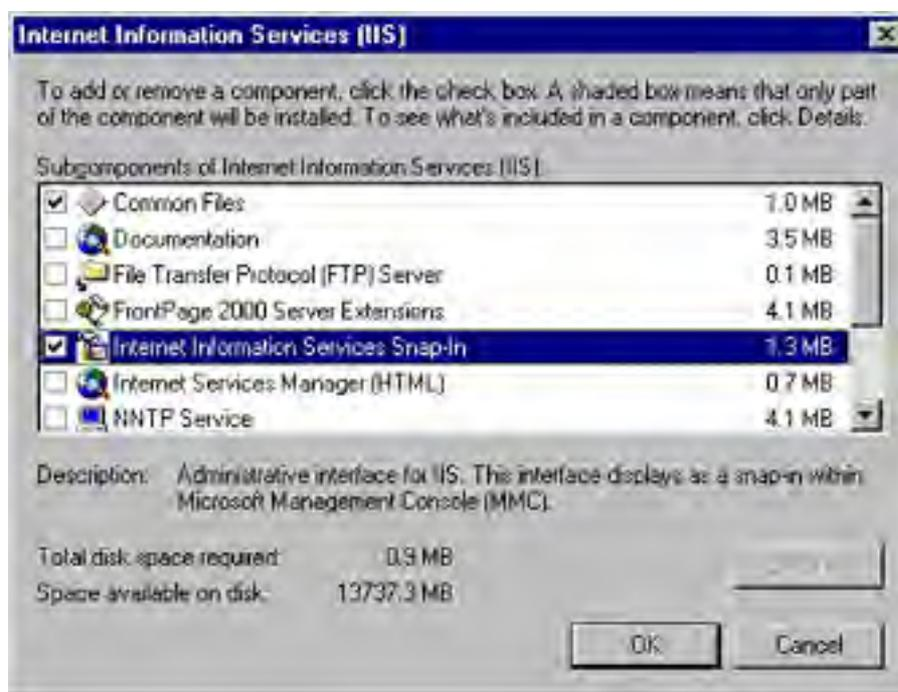 Internet Information Services (IIS)
To add or remove a component, click the check box. A shaded box means that only part
of the component will be installed. To see what's included in a component, click Details.
Subcomponents of Internet Information Services (IIS):
Common Files 1.0 MB
Documentation 3.5 MB
File Transfer Protocol (FTP) Server 0.1 MB
FrontPage 2000 Server Extensions 4.1 MB
Internet Information Services Snap-In 1.3 MB
Internet Services Manager (HTML) 0.7 MB
NNTP Service 4.1 MB
Description: Administrative interface for IIS. This interface displays as a snap-in within
Microsoft Management Console (MMC).
Total disk space required: 0.9 MB
Space available on disk: 13737.3 MB
OK Cancel